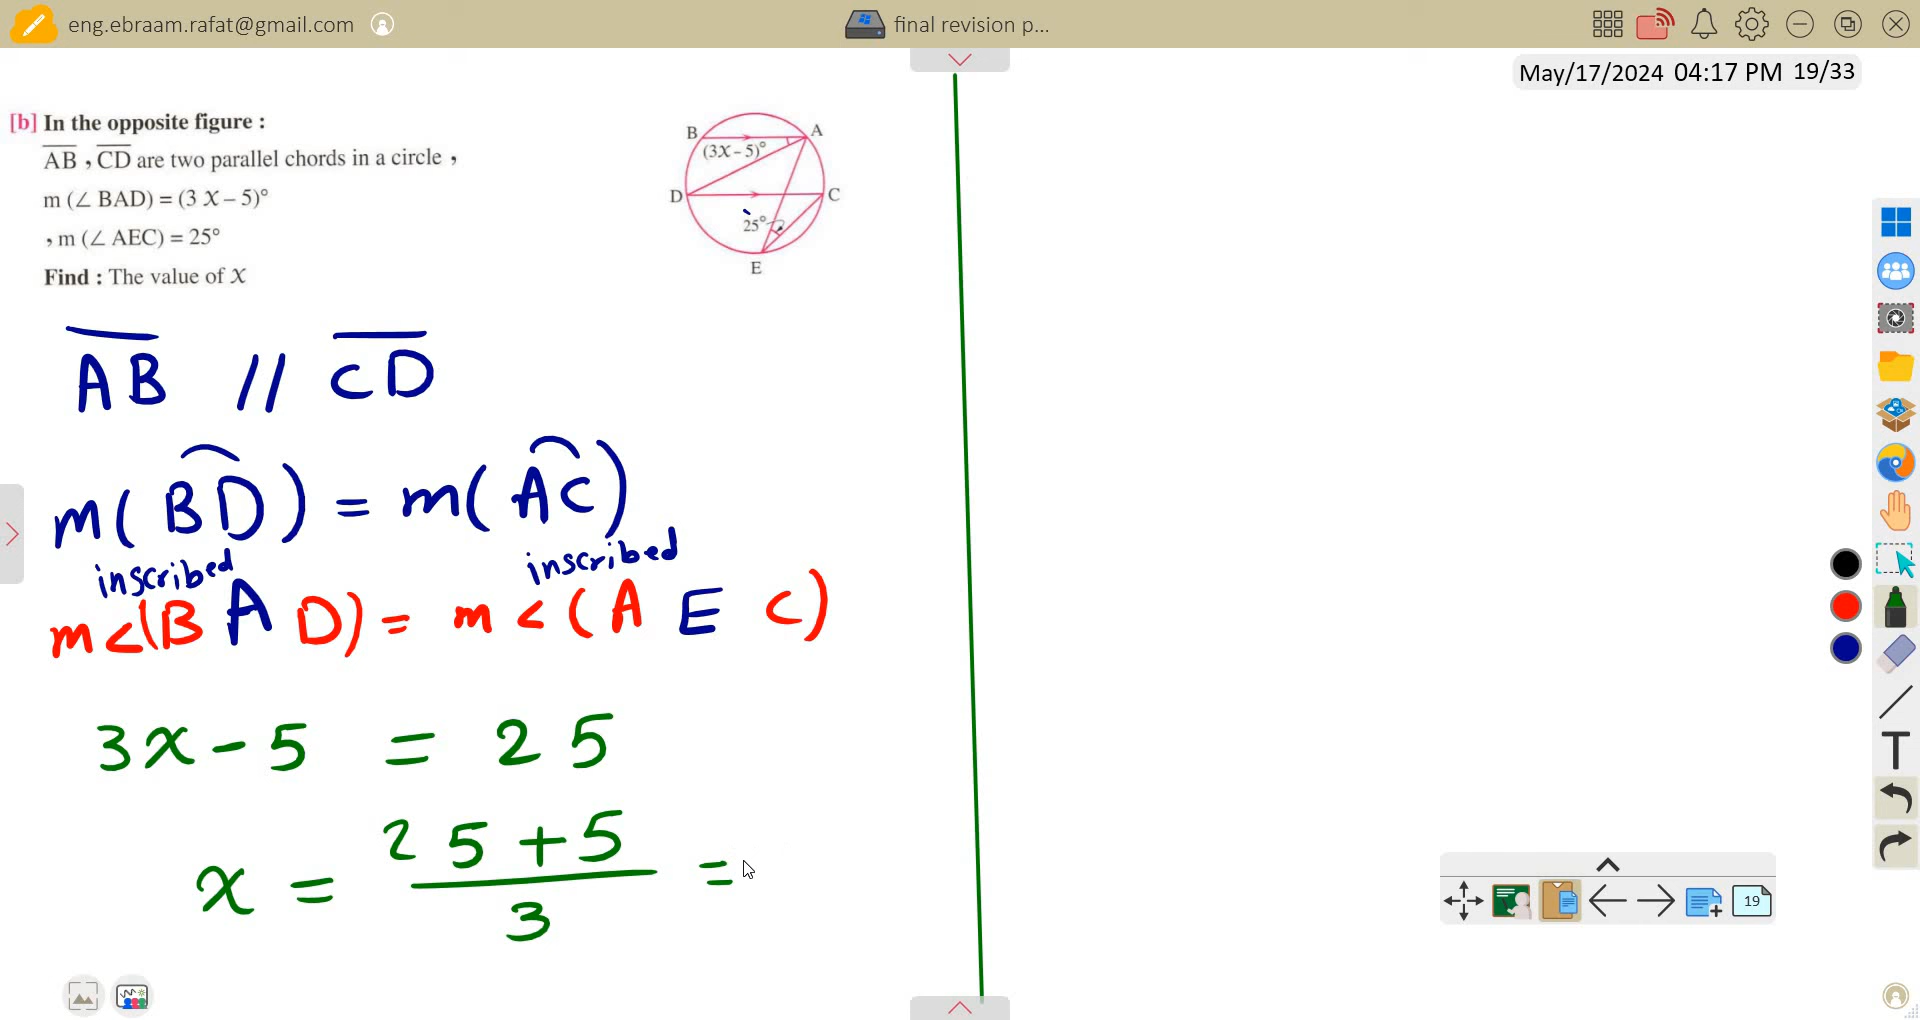 eng.ebraam.rafat@gmail.com
final revision p...
May/17/2024 04:17 PM 19/33
[b] In the opposite figure :
AB , CD are two parallel chords in a circle ,
m (∠ BAD) = (3 X – 5)°
, m (∠ AEC) = 25°
Find : The value of X
B A
(3X – 5)°
D C
25°
E
AB // CD
m(BD) = m(AC)
inscribed inscribed
m<(BAD) = m<(AEC)
3x - 5 = 25
x = 25 + 5 =
3
T
19